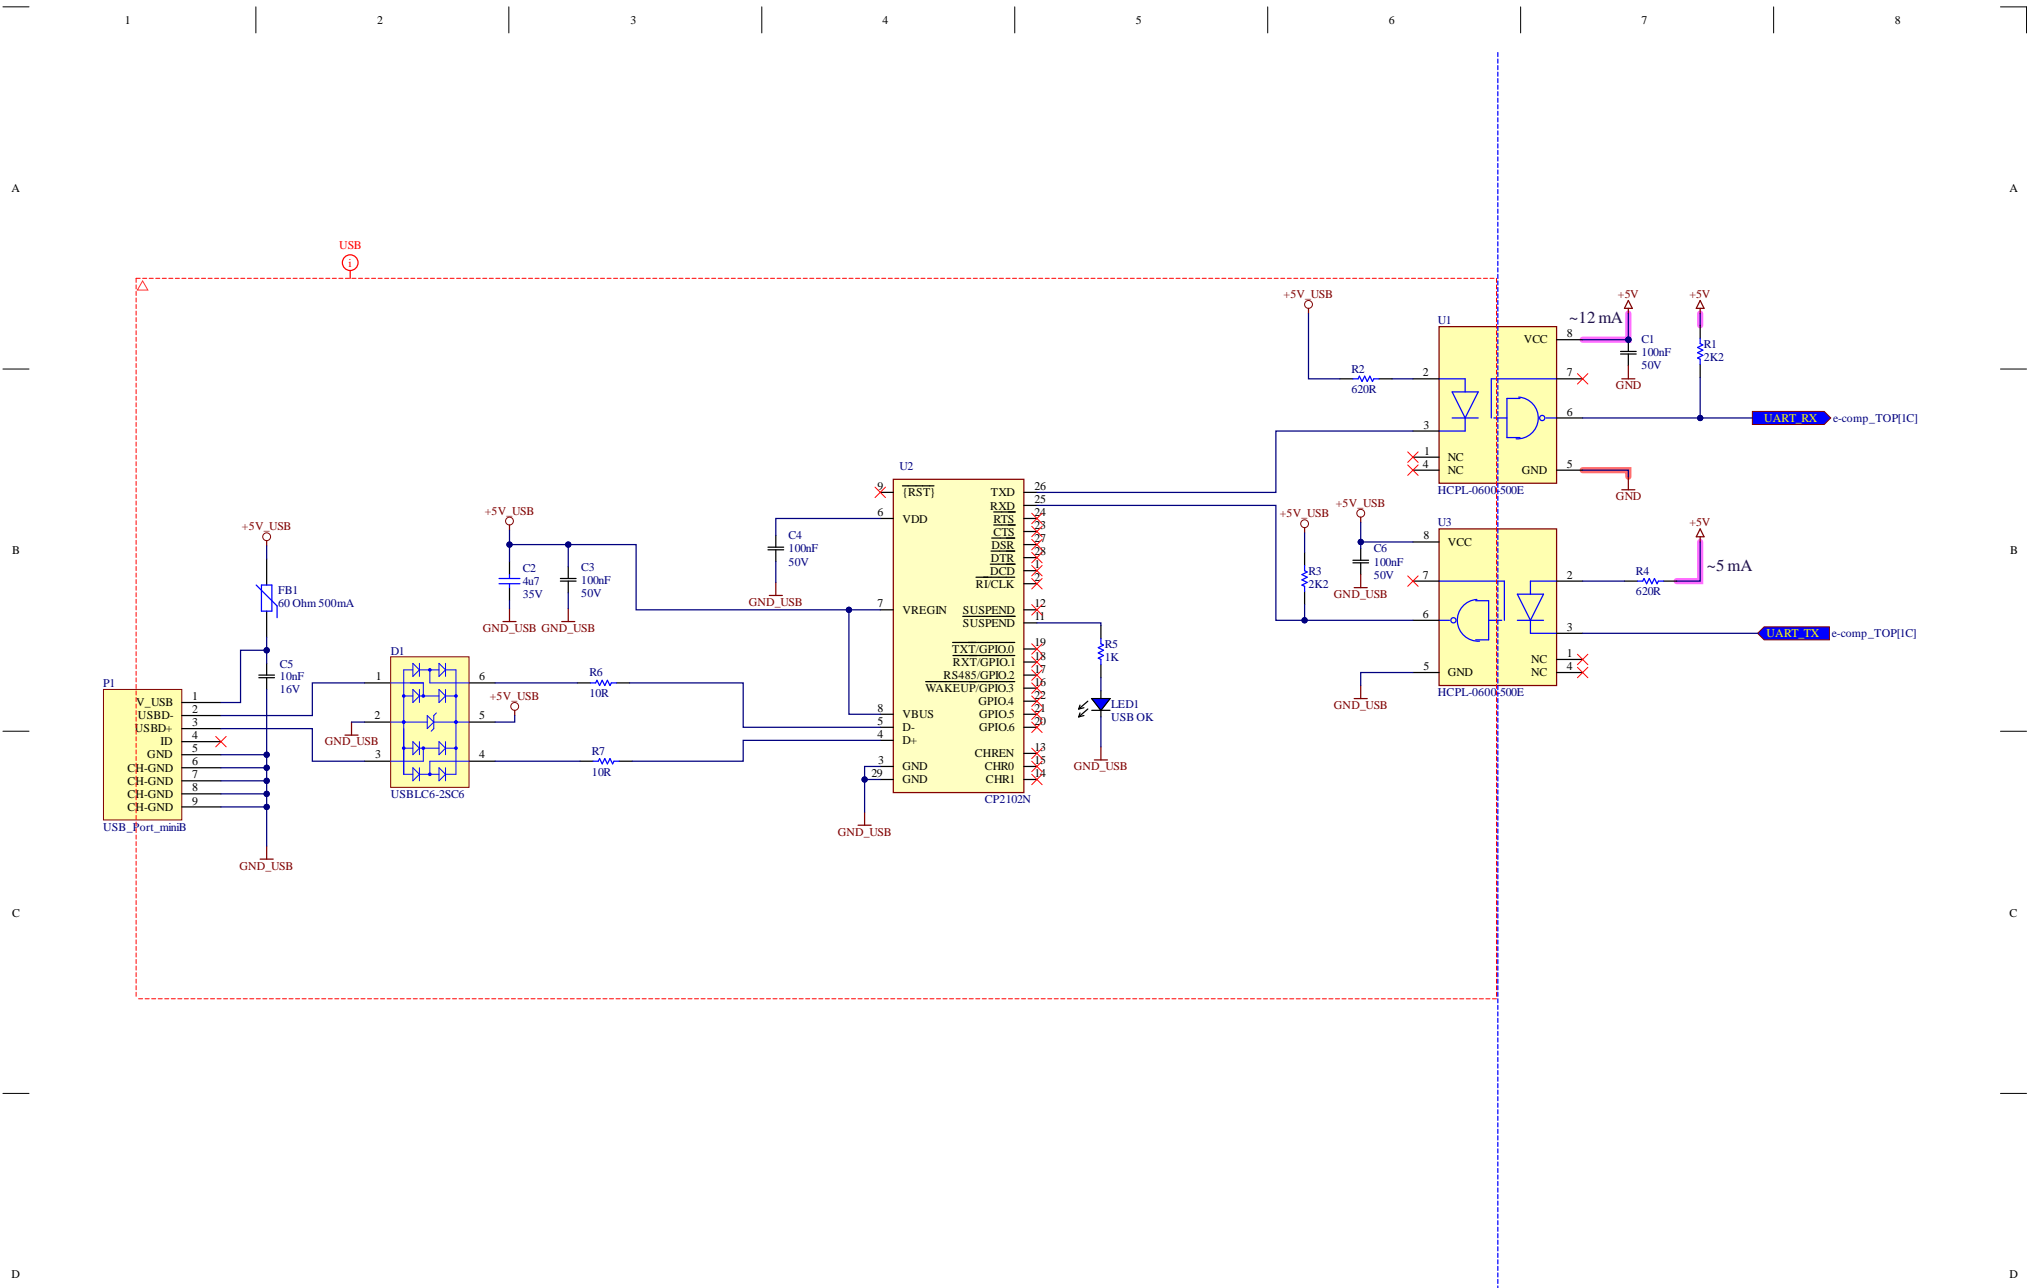 1 2 3 4 5 6 7 8
A A
USB
i
+5V_USB
+5V +5V
~12 mA
U1
VCC 8
C1
100nF
50V
GND
R1
2K2
R2
620R
2
7
3
6
UART_RX e-comp_TOP[1C]
1 NC
4 NC
GND 5
GND
HCPL-0600-500E
U2
9 {RST}
6 VDD
7 VREGIN
8 VBUS
5 D-
4 D+
3 GND
29 GND
TXD 26
RXD 25
RTS 24
CTS 23
DSR 27
DTR 28
DCD 1
RI/CLK 2
SUSPEND 12
SUSPEND 11
TXT/GPIO.0 19
RXT/GPIO.1 18
RS485/GPIO.2 17
WAKEUP/GPIO.3 16
GPIO.4 22
GPIO.5 21
GPIO.6 20
CHREN 13
CHR0 15
CHR1 14
CP2102N
GND_USB
B B
+5V_USB
FB1
60 Ohm 500mA
C5
10nF
16V
+5V_USB
C2
4u7
35V
C3
100nF
50V
GND_USB GND_USB
C4
100nF
50V
GND_USB
+5V_USB
R3
2K2
+5V_USB
C6
100nF
50V
GND_USB
U3
8 VCC
7
6
5 GND
2
3
NC 1
NC 4
HCPL-0600-500E
GND_USB
+5V
~5 mA
R4
620R
UART_TX e-comp_TOP[1C]
R5
1K
LED1
USB OK
GND_USB
P1
V_USB 1
USBD- 2
USBD+ 3
ID 4
GND 5
CH-GND 6
CH-GND 7
CH-GND 8
CH-GND 9
USB_Port_miniB
GND_USB
D1
1
2
3
6
5
4
GND_USB
+5V_USB
USBLC6-2SC6
R6
10R
R7
10R
C C
D D